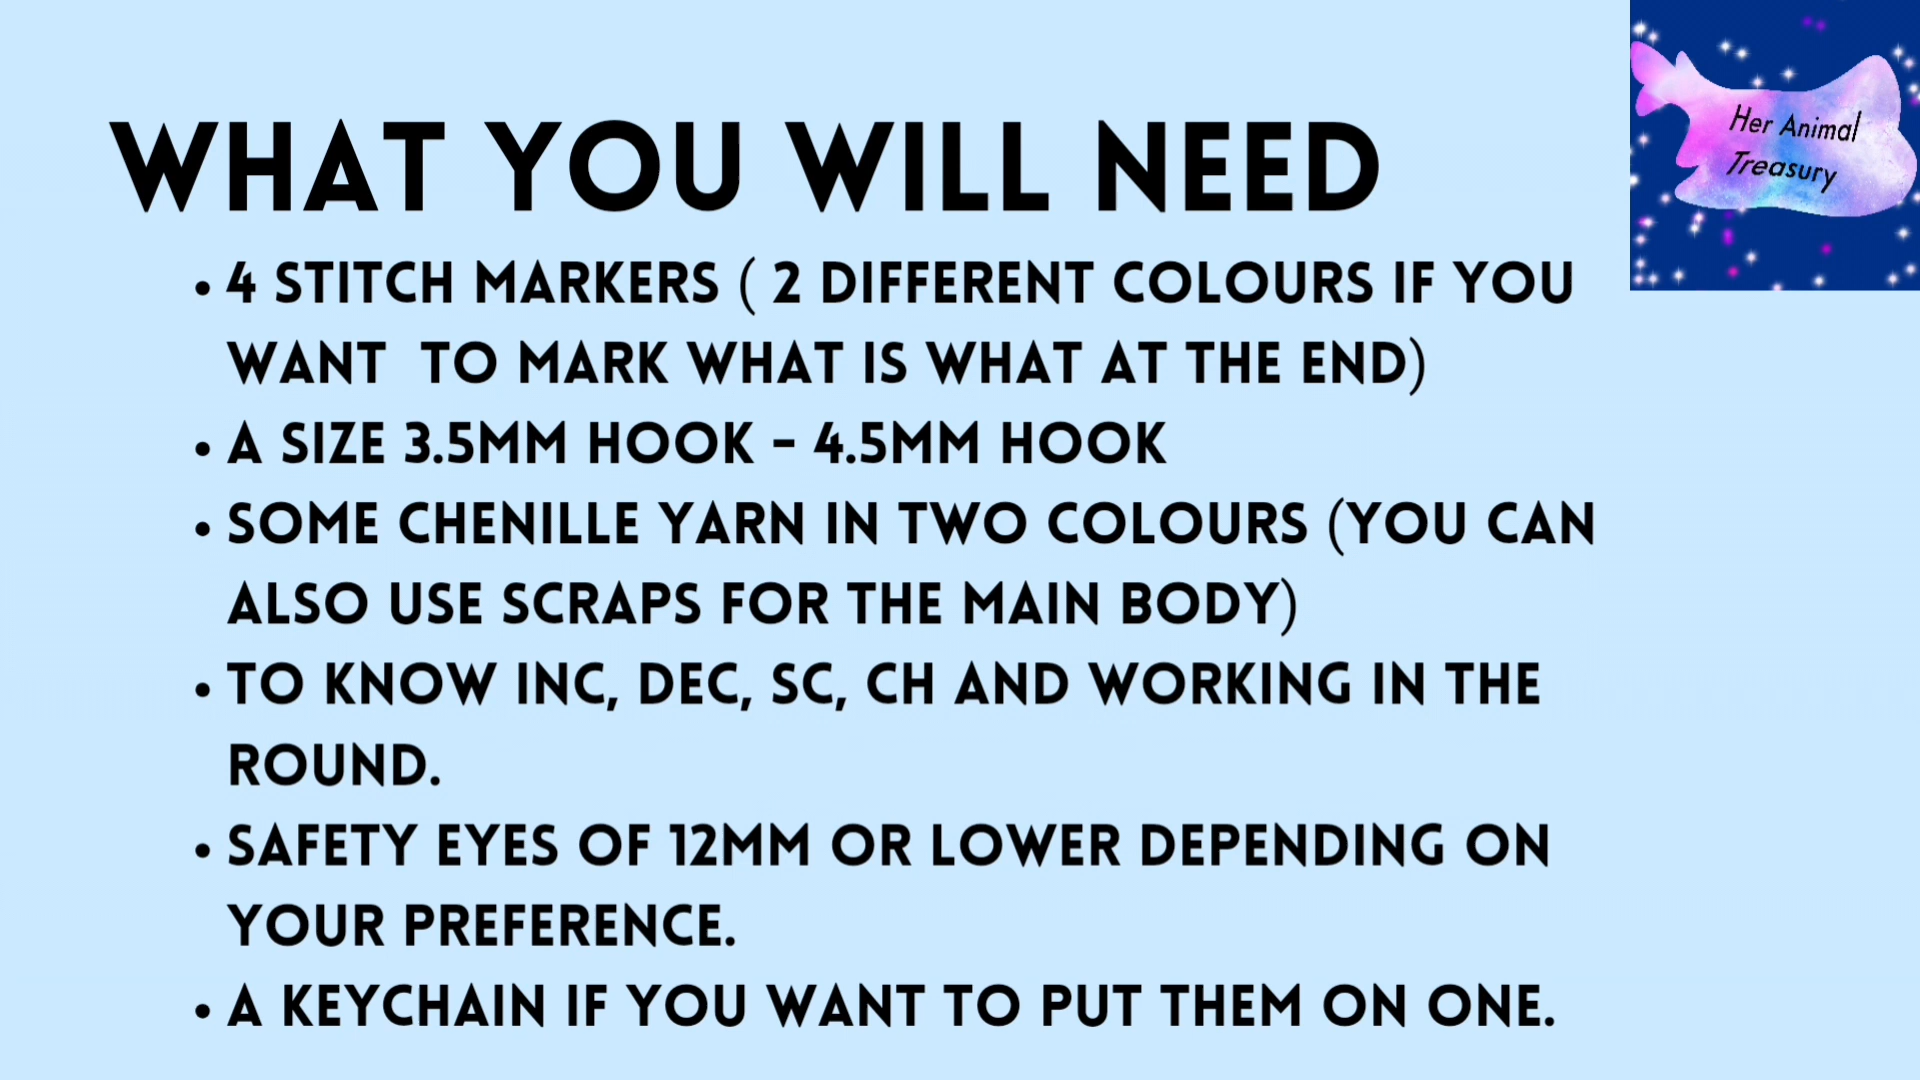 WHAT YOU WILL NEED
Her Animal
Treasury
• 4 STITCH MARKERS ( 2 DIFFERENT COLOURS IF YOU
WANT  TO MARK WHAT IS WHAT AT THE END)
• A SIZE 3.5MM HOOK - 4.5MM HOOK
• SOME CHENILLE YARN IN TWO COLOURS (YOU CAN
ALSO USE SCRAPS FOR THE MAIN BODY)
• TO KNOW INC, DEC, SC, CH AND WORKING IN THE
ROUND.
• SAFETY EYES OF 12MM OR LOWER DEPENDING ON
YOUR PREFERENCE.
• A KEYCHAIN IF YOU WANT TO PUT THEM ON ONE.